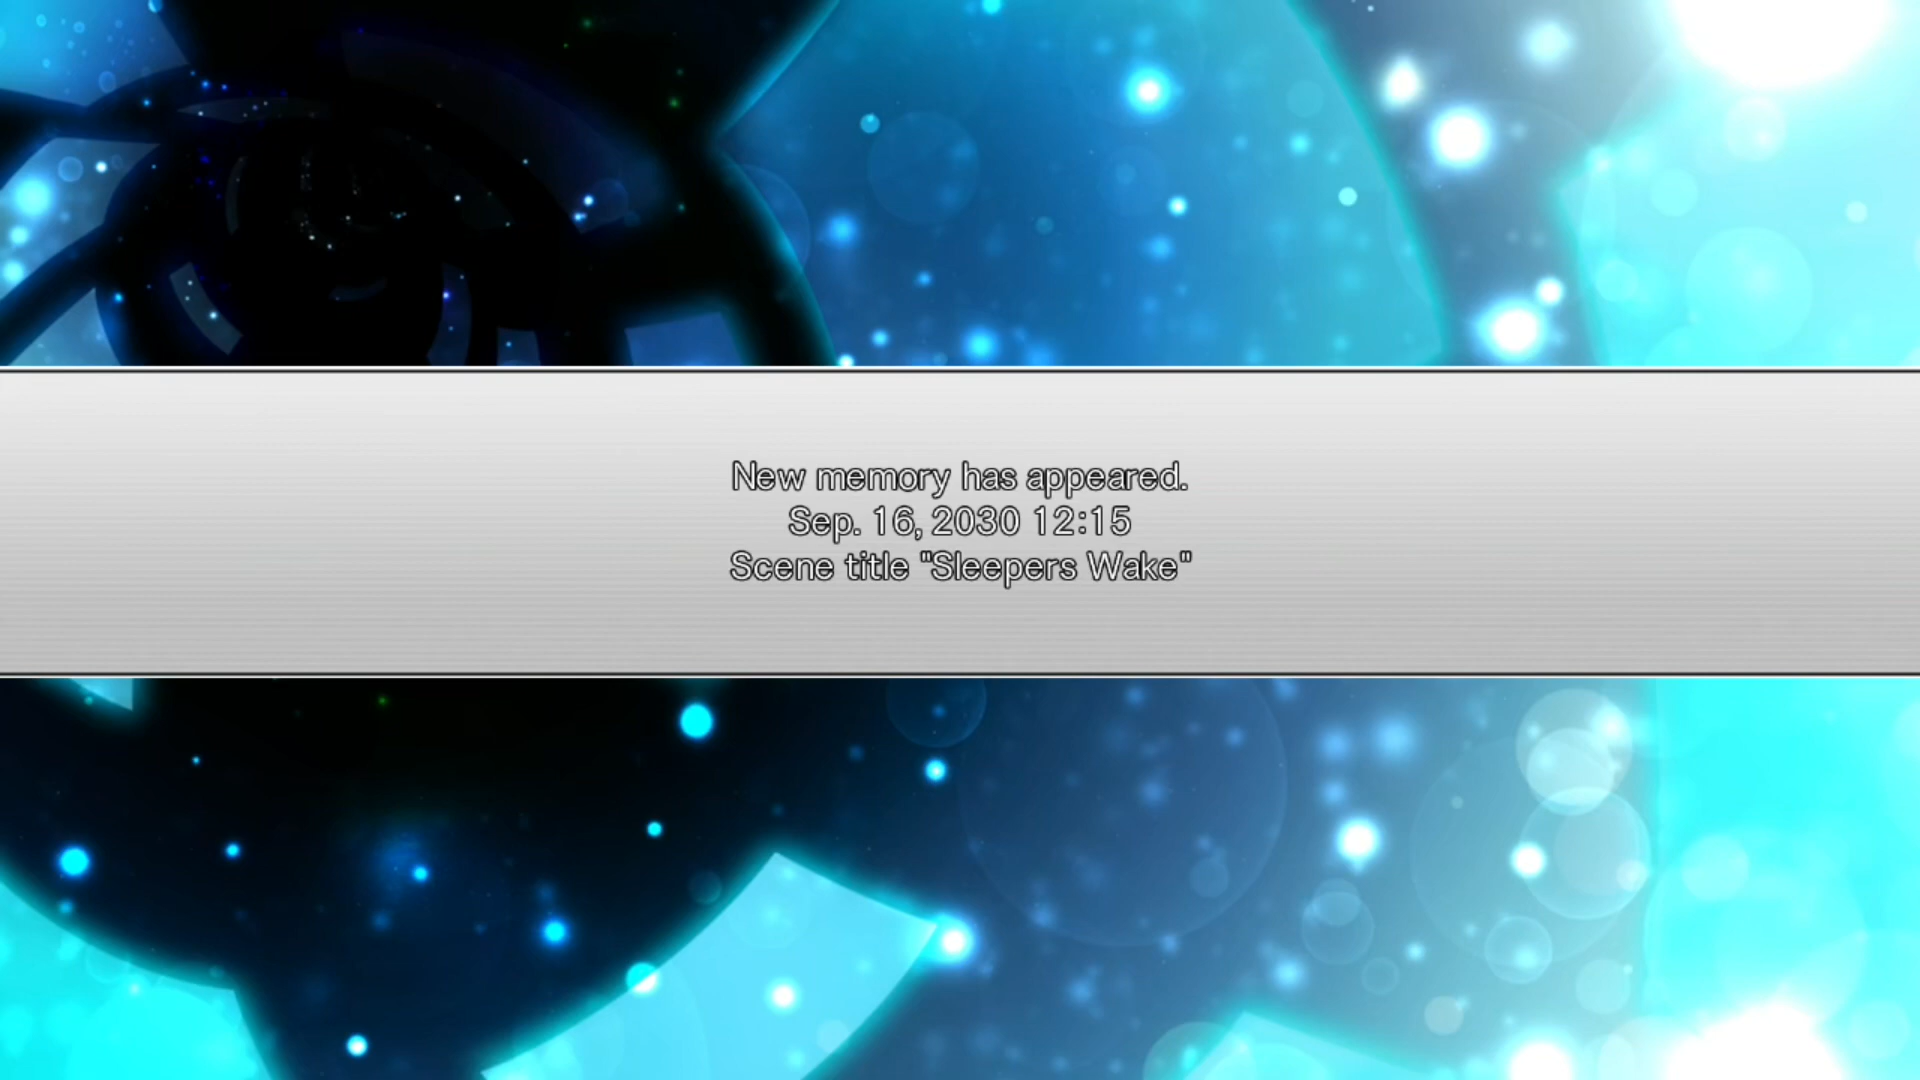 New memory has appeared.
Sep. 16, 2030 12:15
Scene title "Sleepers Wake"